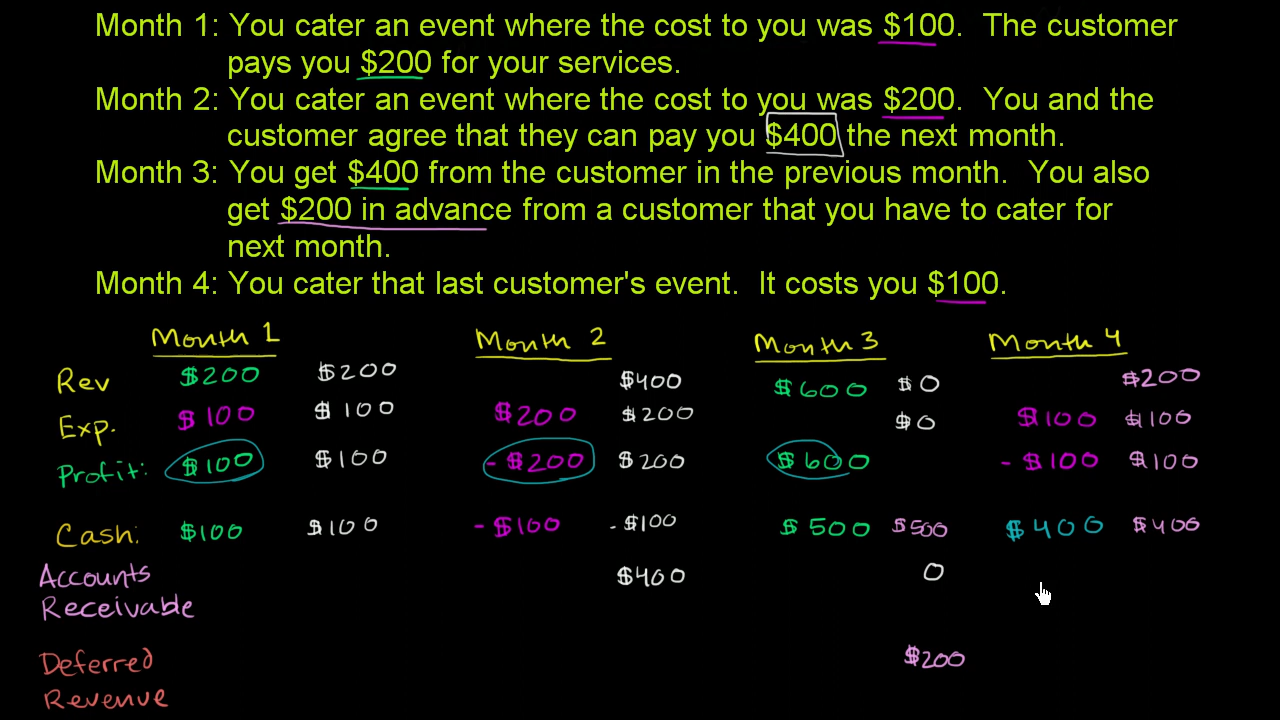 Month 1: You cater an event where the cost to you was $100. The customer
pays you $200 for your services.
Month 2: You cater an event where the cost to you was $200. You and the
customer agree that they can pay you $400 the next month.
Month 3: You get $400 from the customer in the previous month. You also
get $200 in advance from a customer that you have to cater for
next month.
Month 4: You cater that last customer's event. It costs you $100.
Month 1 Month 2 Month 3 Month 4
Rev $200 $200 $400 $600 $0 $200
Exp. $100 $100 $200 $200 $0 $100 $100
Profit: $100 $100 -$200 $200 $600 -$100 $100
Cash: $100 $100 -$100 -$100 $500 $500 $400 $400
Accounts $400 0
Receivable
Deferred $200
Revenue